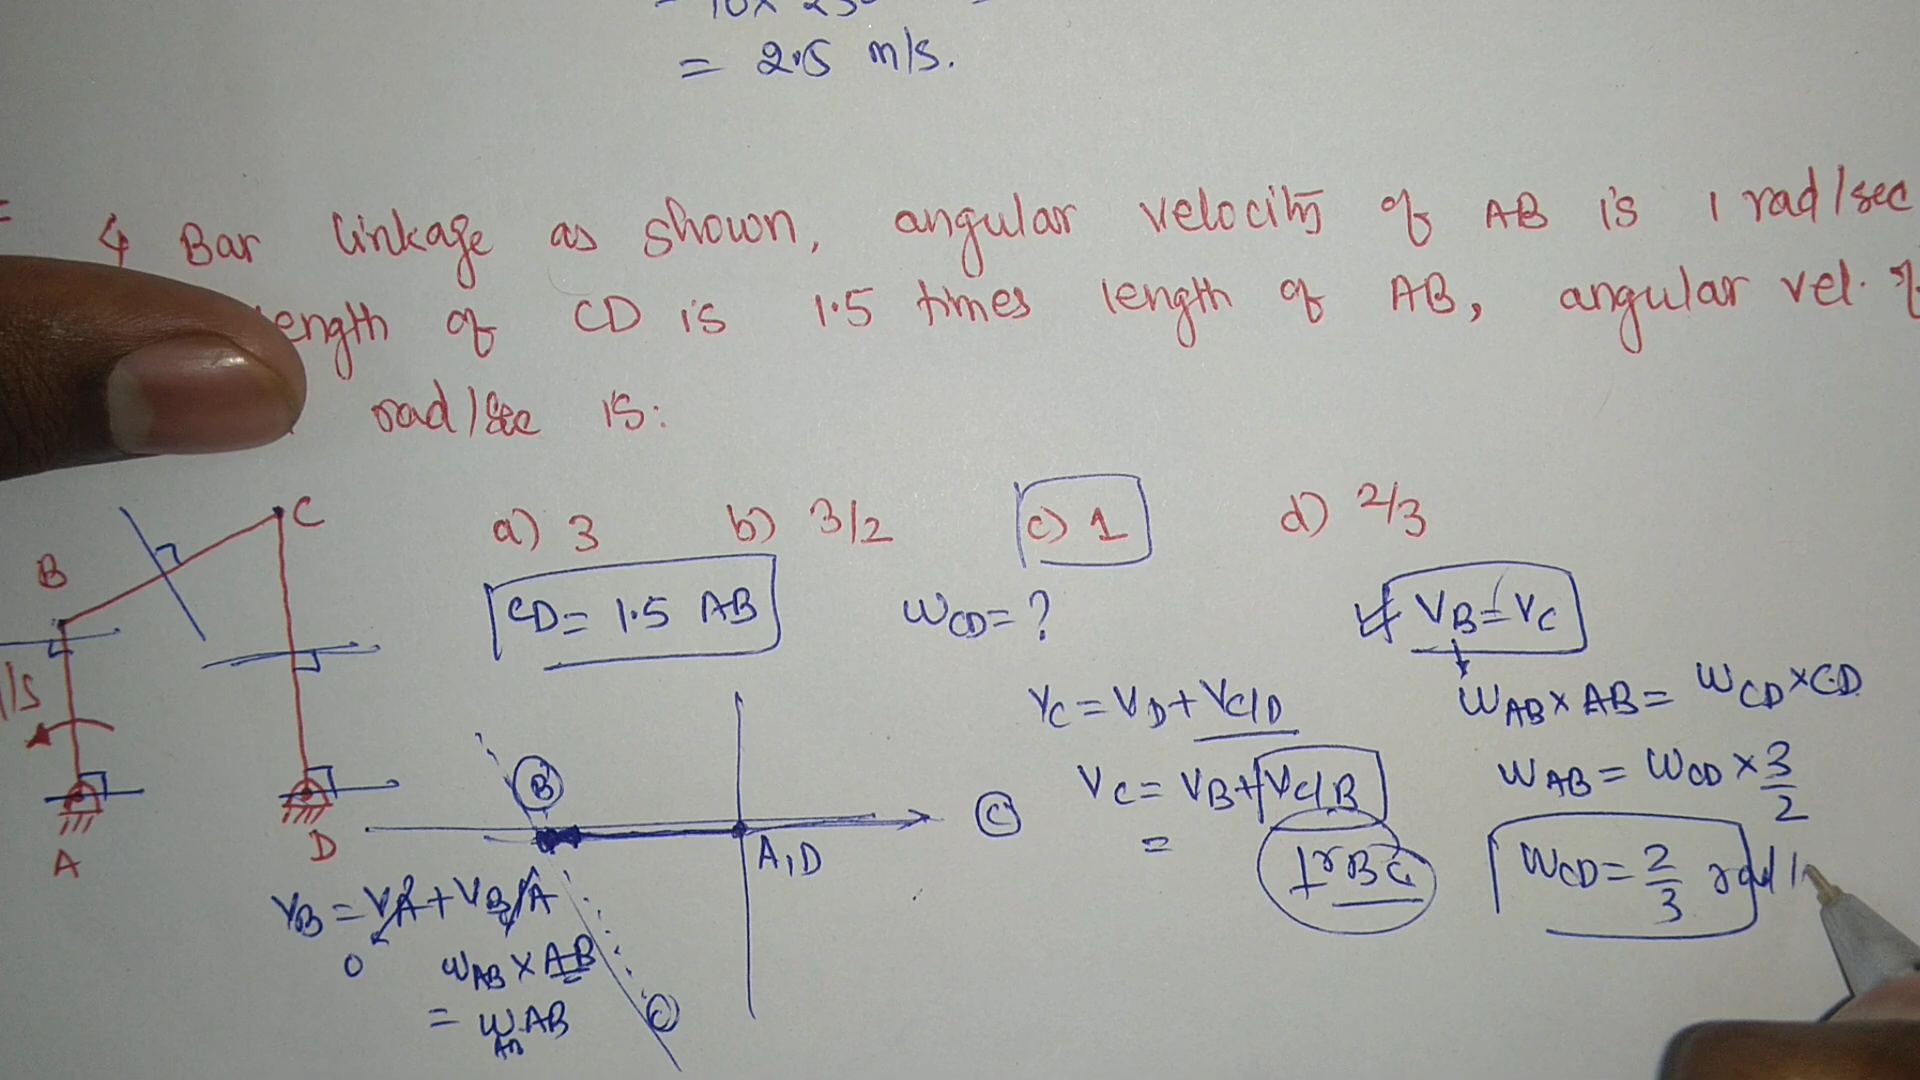 = 2.5 m/s.
4 Bar linkage as shown, angular velocity of AB is 1 rad/sec
length of CD is 1.5 times length of AB, angular vel. of
rad/sec is:
a) 3 b) 3/2 c) 1 d) 2/3
B
C
A
D
CD = 1.5 AB
ωCD = ?
VB = VC
VC = VD + VC/D
ωAB × AB = ωCD × CD
VC = VB + VC/B
=
ωAB = ωCD × 3/2
⊥r BC
ωCD = 2/3
B
C
A,D
VB = VA + VB/A
0
ωAB × AB
= ωAB AB
C